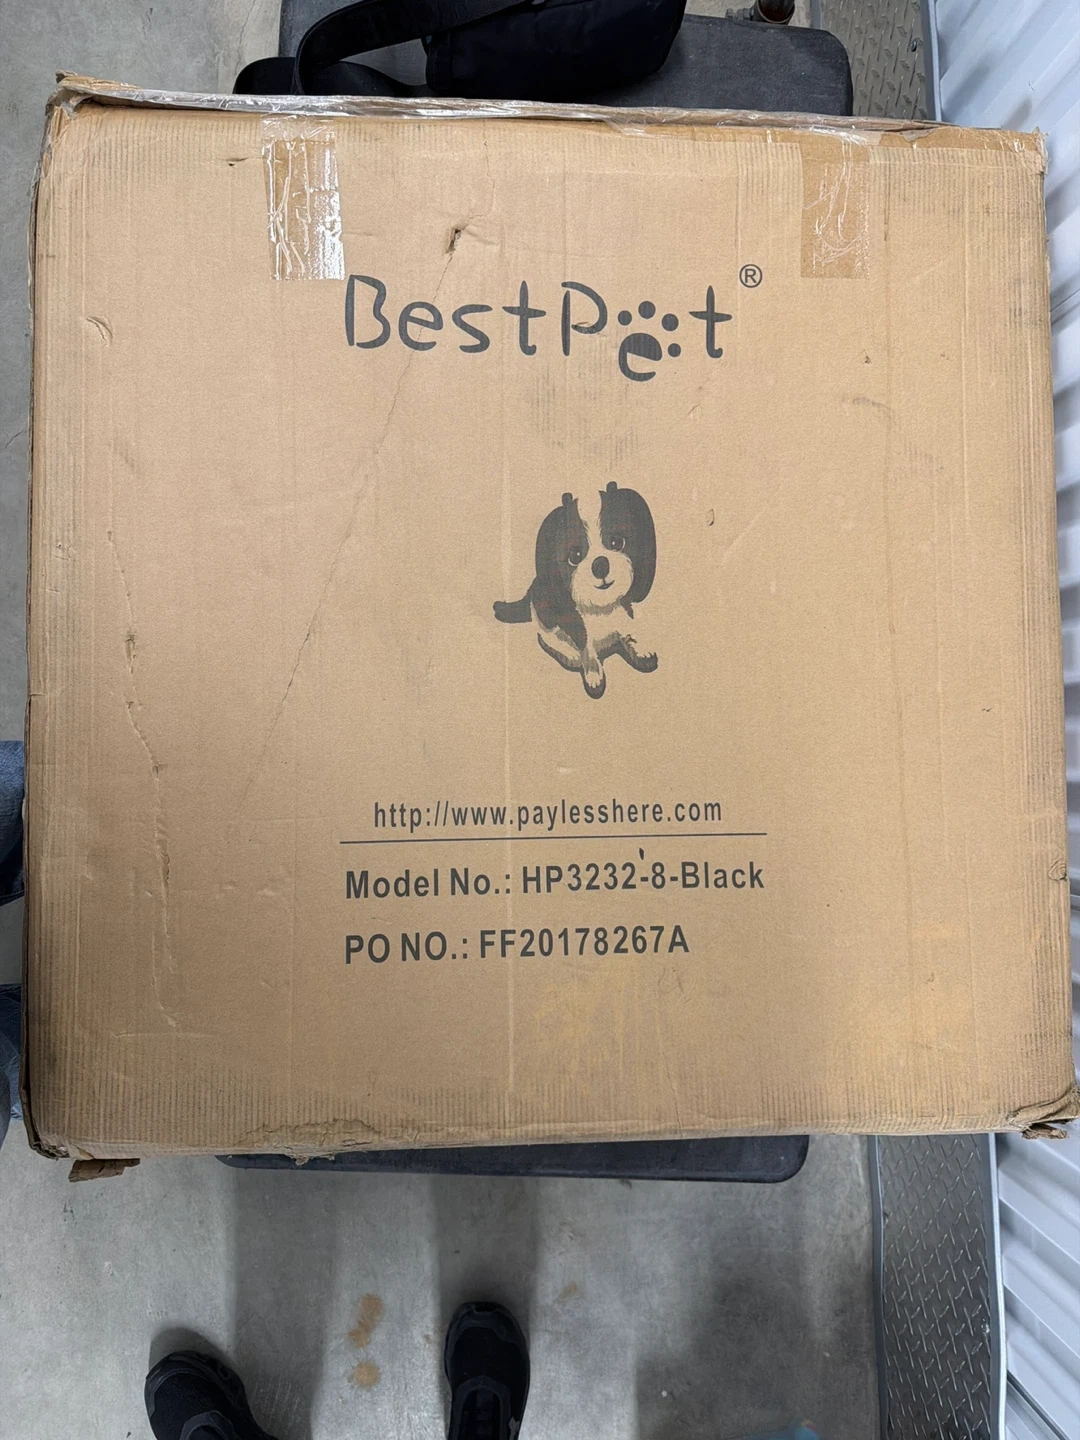 BestPet®
http://www.paylesshere.com
Model No.: HP3232-8-Black
PO NO.: FF20178267A